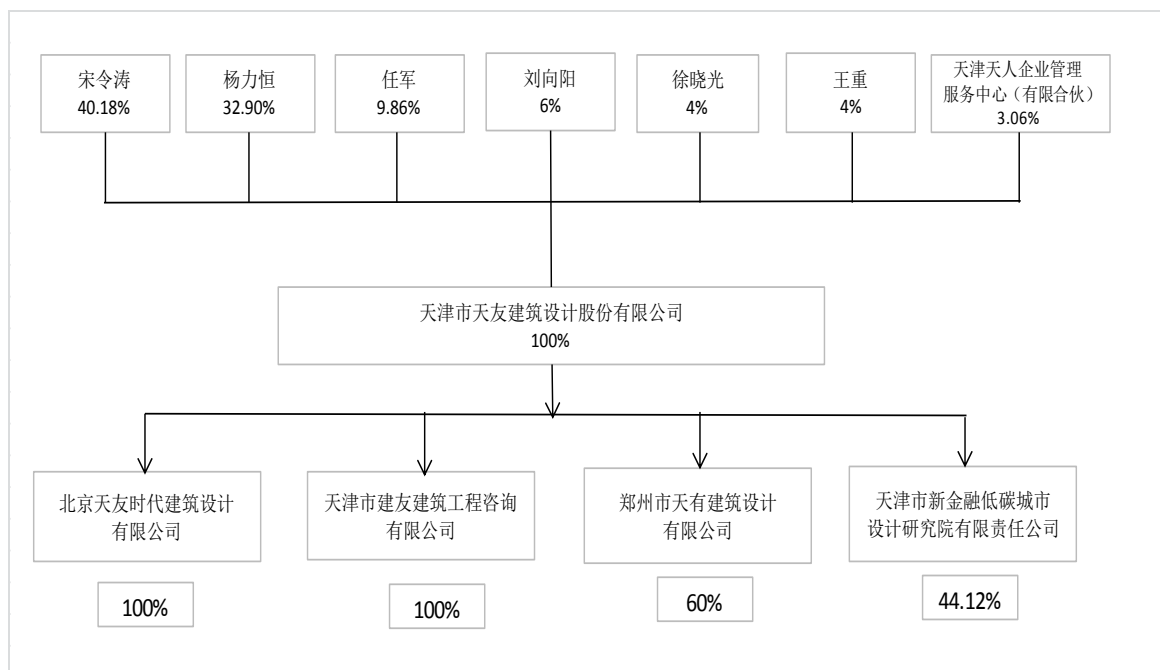 宋令涛
40.18%
杨力恒
32.90%
任军
9.86%
刘向阳
6%
徐晓光
4%
王重
4%
天津天人企业管理
服务中心（有限合伙）
3.06%
天津市天友建筑设计股份有限公司
100%
北京天友时代建筑设计
有限公司
天津市建友建筑工程咨询
有限公司
郑州市天有建筑设计
有限公司
天津市新金融低碳城市
设计研究院有限责任公司
100%
100%
60%
44.12%